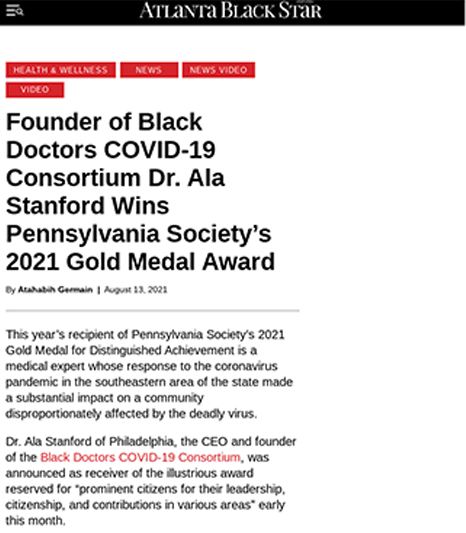 ATLANTA BLACK STAR
HEALTH & WELLNESS
NEWS
NEWS VIDEO
VIDEO
Founder of Black
Doctors COVID-19
Consortium Dr. Ala
Stanford Wins
Pennsylvania Society’s
2021 Gold Medal Award
By Atahabih Germain | August 13, 2021
This year’s recipient of Pennsylvania Society’s 2021
Gold Medal for Distinguished Achievement is a
medical expert whose response to the coronavirus
pandemic in the southeastern area of the state made
a substantial impact on a community
disproportionately affected by the deadly virus.
Dr. Ala Stanford of Philadelphia, the CEO and founder
of the Black Doctors COVID-19 Consortium, was
announced as receiver of the illustrious award
reserved for “prominent citizens for their leadership,
citizenship, and contributions in various areas” early
this month.